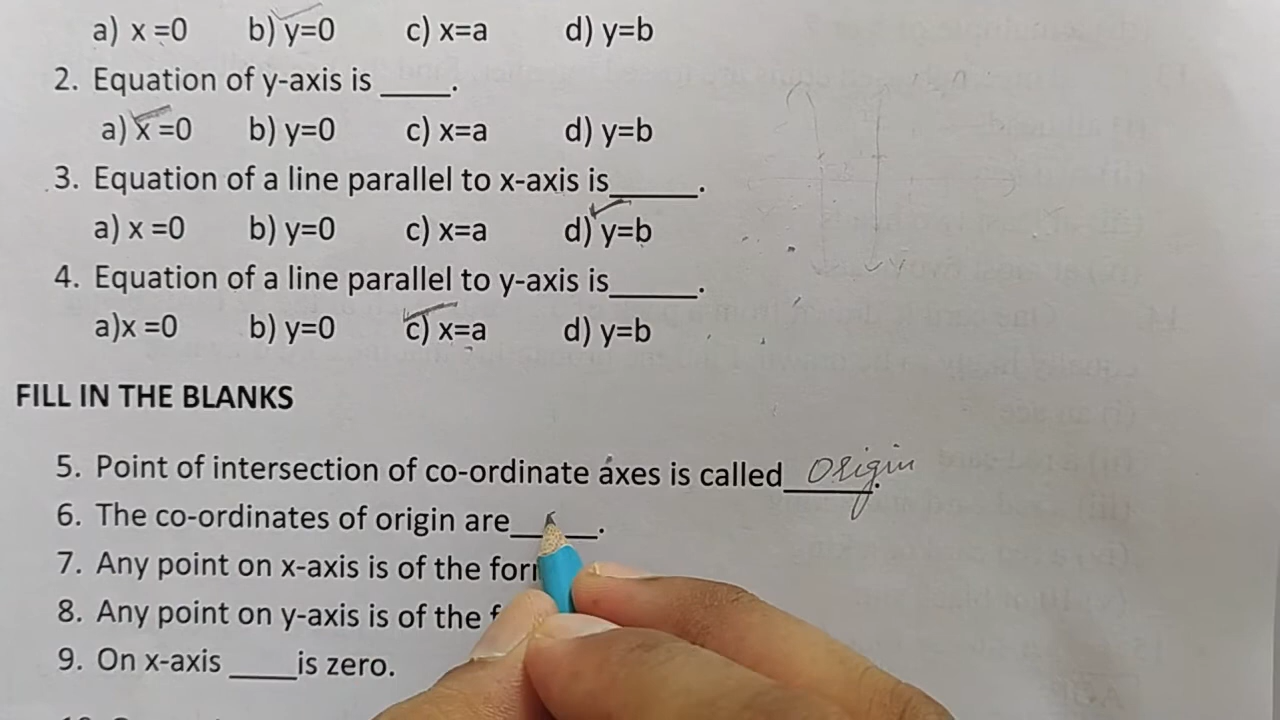 a) x =0 b) y=0 c) x=a d) y=b
2. Equation of y-axis is _____.
a) x =0 b) y=0 c) x=a d) y=b
3. Equation of a line parallel to x-axis is______.
a) x =0 b) y=0 c) x=a d) y=b
4. Equation of a line parallel to y-axis is______.
a)x =0 b) y=0 c) x=a d) y=b
FILL IN THE BLANKS
5. Point of intersection of co-ordinate axes is called origin.
6. The co-ordinates of origin are______.
7. Any point on x-axis is of the
8. Any point on y-axis is of the
9. On x-axis _____is zero.